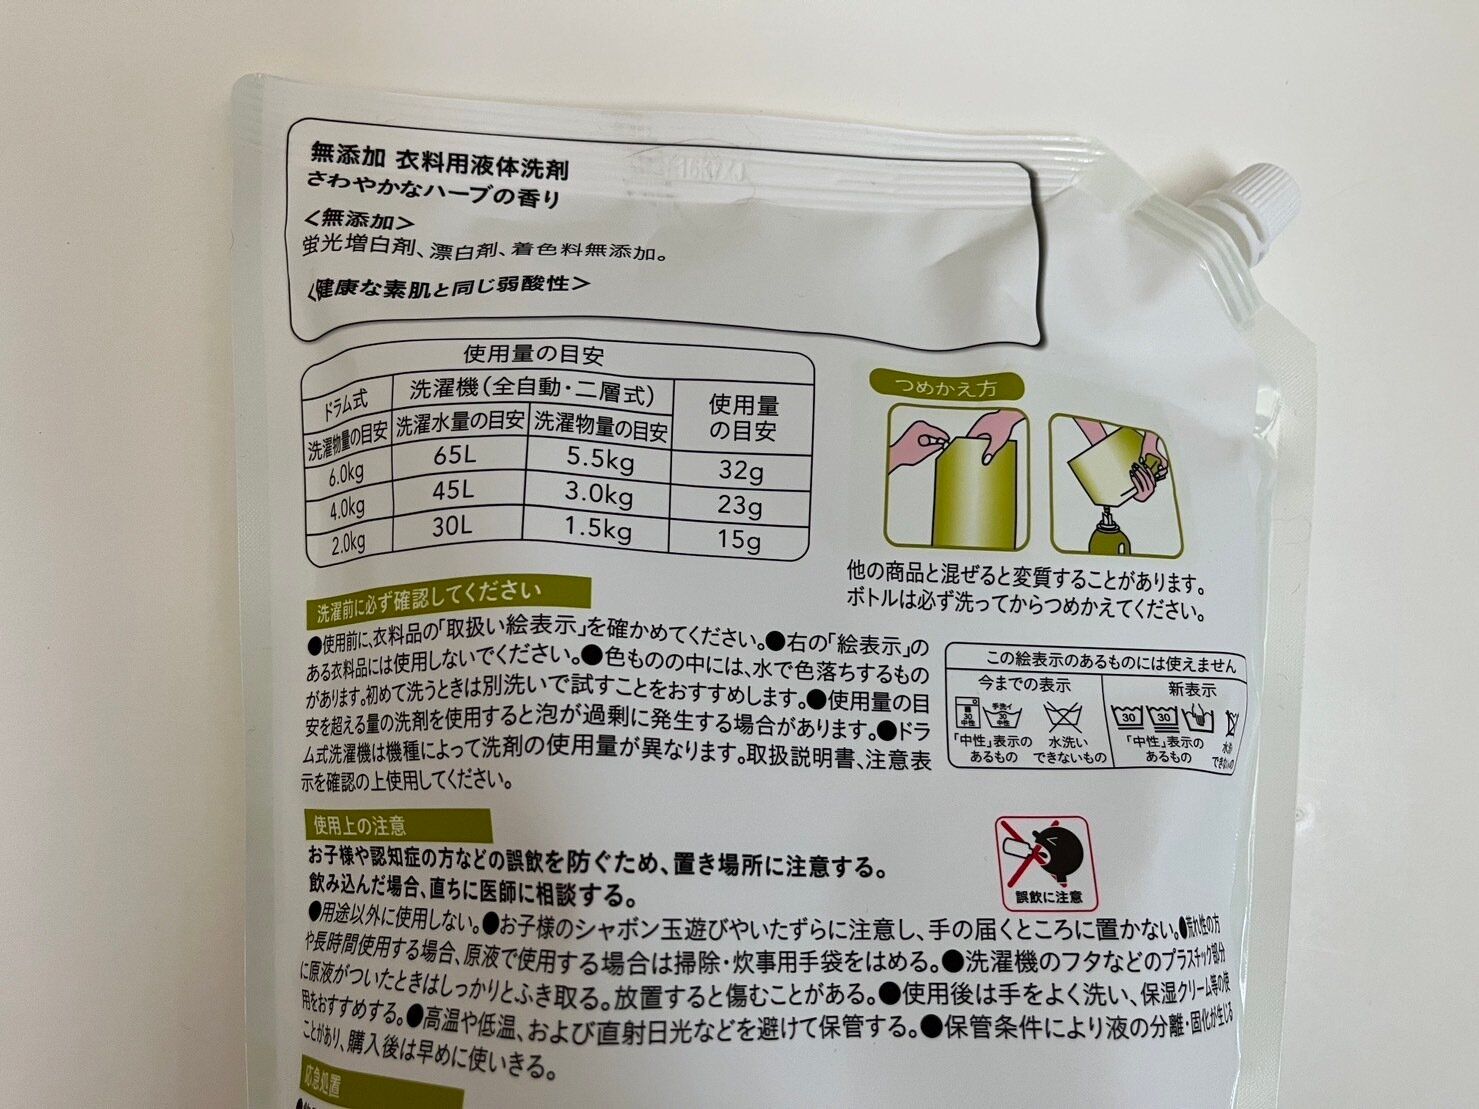 無添加 衣料用液体洗剤
さわやかなハーブの香り
<無添加>
蛍光増白剤、漂白剤、着色料無添加。
<健康な素肌と同じ弱酸性>
使用量の目安
ドラム式 洗濯機(全自動・二層式) 使用量の目安
洗濯物量の目安 洗濯水量の目安 洗濯物量の目安
6.0kg 65L 5.5kg 32g
4.0kg 45L 3.0kg 23g
2.0kg 30L 1.5kg 15g
つめかえ方
他の商品と混ぜると変質することがあります。
ボトルは必ず洗ってからつめかえてください。
洗濯前に必ず確認してください
●使用前に、衣料品の「取扱い絵表示」を確かめてください。●右の「絵表示」の
ある衣料品には使用しないでください。●色ものの中には、水で色落ちするもの
があります。初めて洗うときは別洗いで試すことをおすすめします。●使用量の目
安を超える量の洗剤を使用すると泡が過剰に発生する場合があります。●ドラ
ム式洗濯機は機種によって洗剤の使用量が異なります。取扱説明書、注意表
示を確認の上使用してください。
この絵表示のあるものには使えません
今までの表示 新表示
30 中性 手洗イ 30 中性 30 30
「中性」表示の 水洗い 「中性」表示の 水洗い
あるもの できないもの あるもの できないもの
使用上の注意
お子様や認知症の方などの誤飲を防ぐため、置き場所に注意する。
飲み込んだ場合、直ちに医師に相談する。
誤飲に注意
●用途以外に使用しない。●お子様のシャボン玉遊びやいたずらに注意し、手の届くところに置かない。●荒れ性の方
や長時間使用する場合、原液で使用する場合は掃除・炊事用手袋をはめる。●洗濯機のフタなどのプラスチック部分
に原液がついたときはしっかりとふき取る。放置すると傷むことがある。●使用後は手をよく洗い、保湿クリーム等の使
用をおすすめする。●高温や低温、および直射日光などを避けて保管する。●保管条件により液の分離・固化が生じる
ことがあり、購入後は早めに使いきる。
応急処置